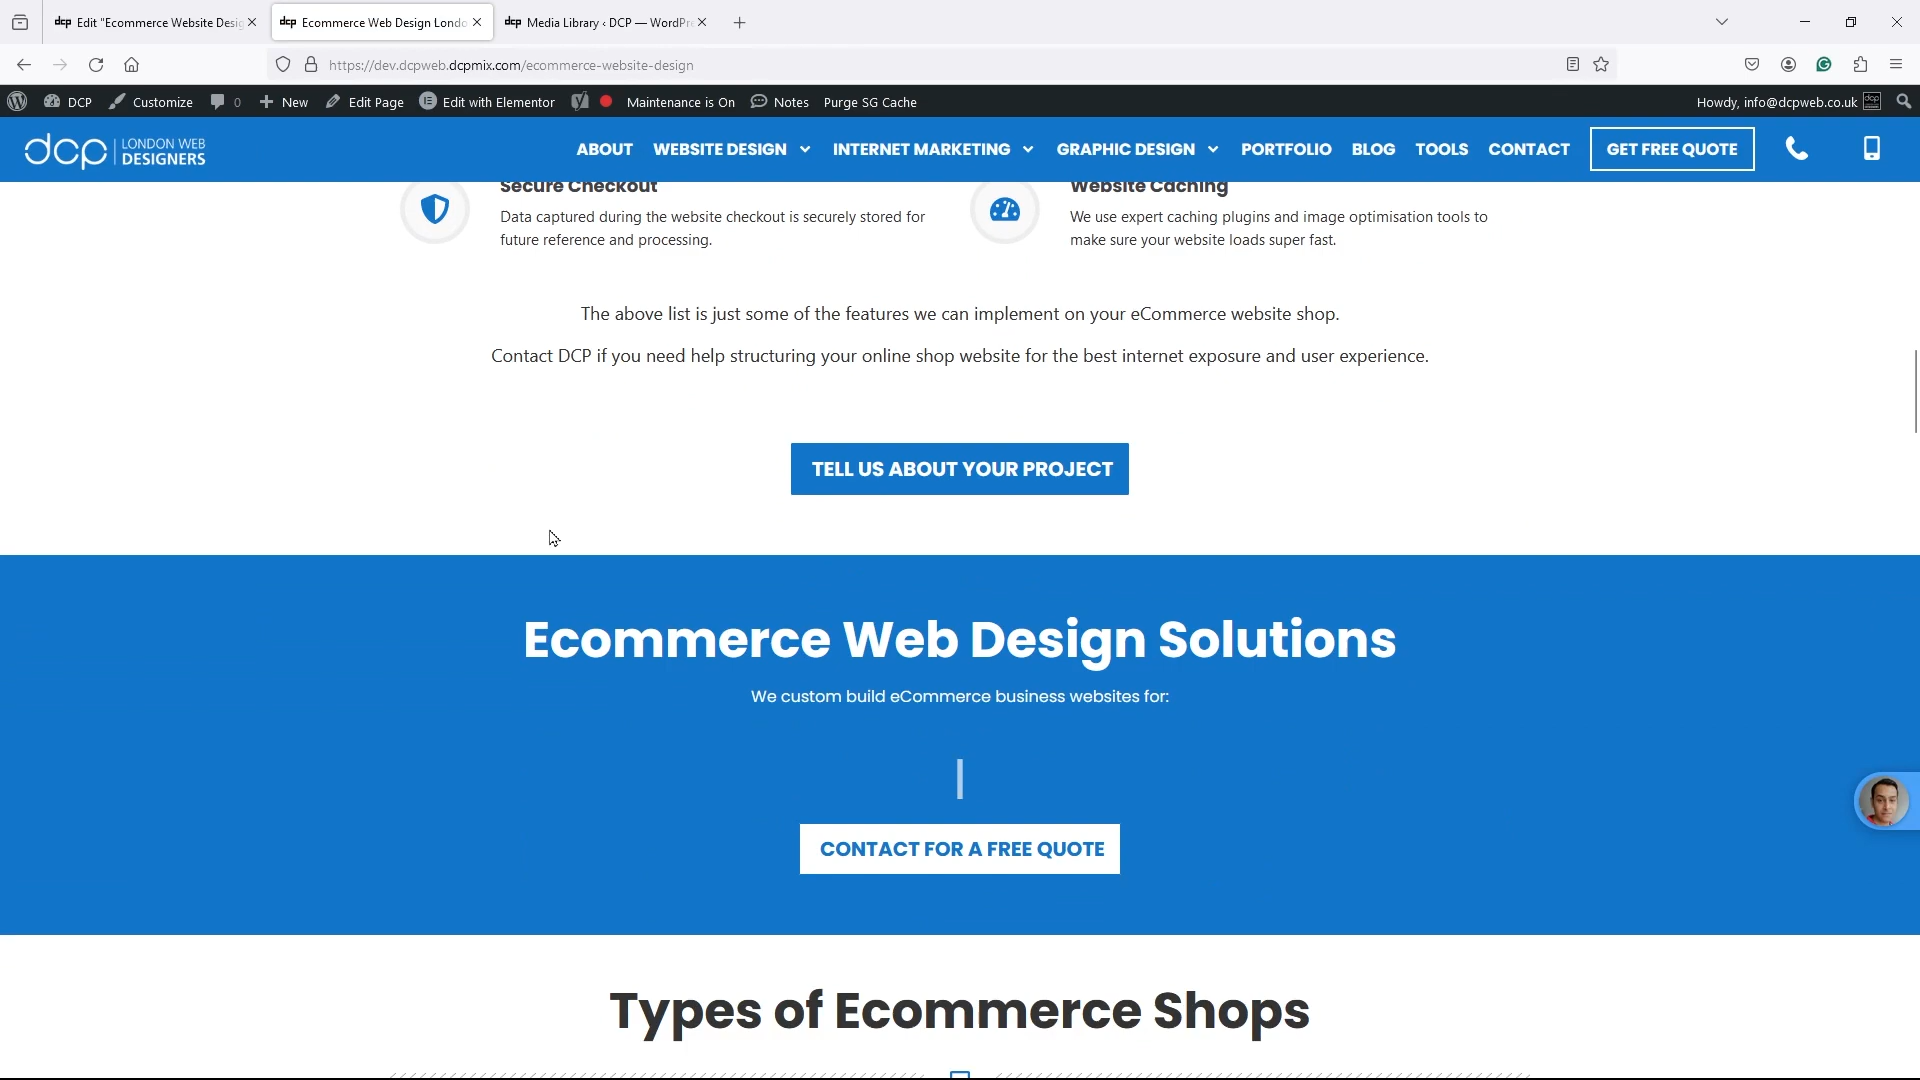 dcp Edit "Ecommerce Website Desig
dcp Ecommerce Web Design Londo
dcp Media Library ‹ DCP — WordPre
https://dev.dcpweb.dcpmix.com/ecommerce-website-design
DCP Customize 0 New Edit Page Edit with Elementor Maintenance is On Notes Purge SG Cache
Howdy, info@dcpweb.co.uk dcp
dcp LONDON WEB
DESIGNERS
ABOUT WEBSITE DESIGN INTERNET MARKETING GRAPHIC DESIGN PORTFOLIO BLOG TOOLS CONTACT GET FREE QUOTE
Secure Checkout
Data captured during the website checkout is securely stored for
future reference and processing.
Website Caching
We use expert caching plugins and image optimisation tools to
make sure your website loads super fast.
The above list is just some of the features we can implement on your eCommerce website shop.
Contact DCP if you need help structuring your online shop website for the best internet exposure and user experience.
TELL US ABOUT YOUR PROJECT
Ecommerce Web Design Solutions
We custom build eCommerce business websites for:
CONTACT FOR A FREE QUOTE
Types of Ecommerce Shops